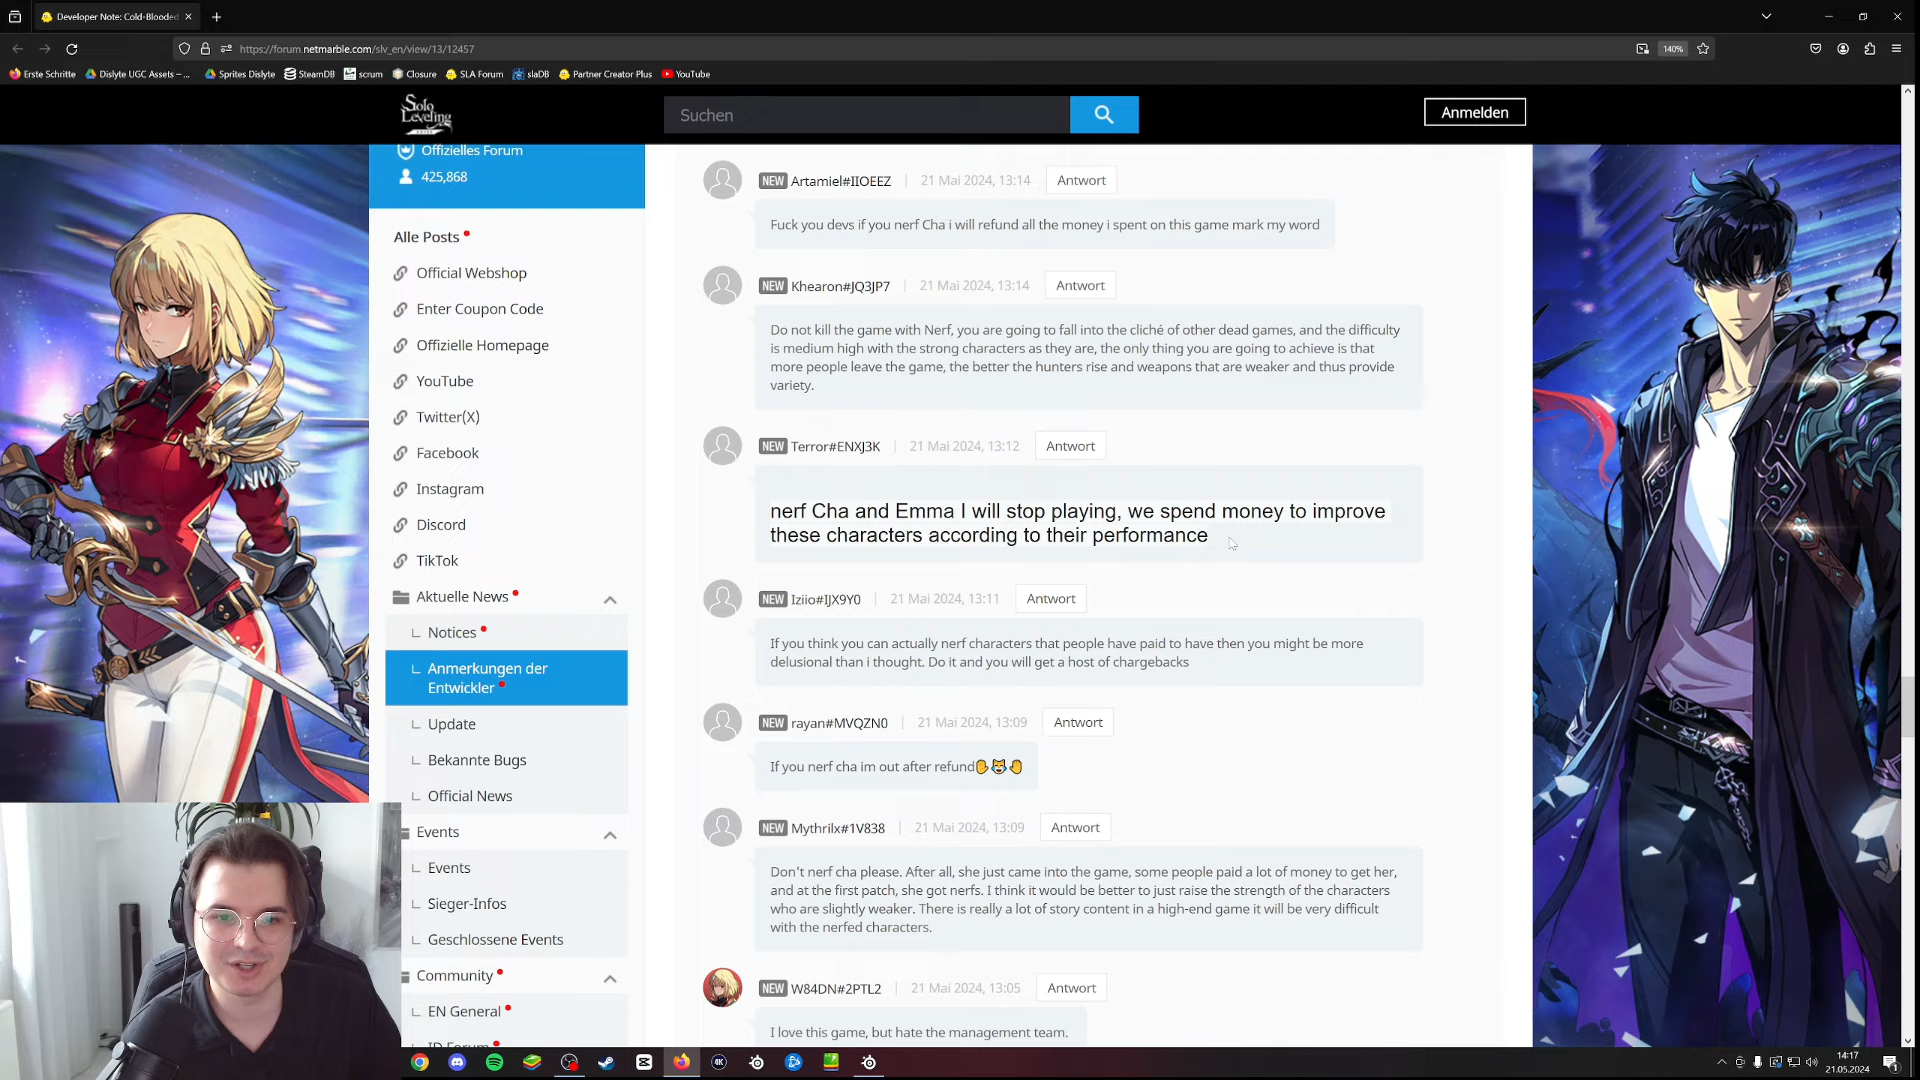 Developer Note: Cold-Blooded
https://forum.netmarble.com/slv_en/view/13/12457
140%
Erste Schritte
Dislyte UGC Assets – ...
Sprites Dislyte
SteamDB
scrum
Closure
SLA Forum
slaDB
Partner Creator Plus
YouTube
Solo Leveling
Suchen
Anmelden
Offizielles Forum
425,868
Alle Posts
Official Webshop
Enter Coupon Code
Offizielle Homepage
YouTube
Twitter(X)
Facebook
Instagram
Discord
TikTok
Aktuelle News
Notices
Anmerkungen der
Entwickler
Update
Bekannte Bugs
Official News
Events
Events
Sieger-Infos
Geschlossene Events
Community
EN General
ID Forum
NEW Artamiel#IIOEEZ | 21 Mai 2024, 13:14 Antwort
Fuck you devs if you nerf Cha i will refund all the money i spent on this game mark my word
NEW Khearon#JQ3JP7 | 21 Mai 2024, 13:14 Antwort
Do not kill the game with Nerf, you are going to fall into the cliché of other dead games, and the difficulty
is medium high with the strong characters as they are, the only thing you are going to achieve is that
more people leave the game, the better the hunters rise and weapons that are weaker and thus provide
variety.
NEW Terror#ENXJ3K | 21 Mai 2024, 13:12 Antwort
nerf Cha and Emma I will stop playing, we spend money to improve
these characters according to their performance
NEW Iziio#IJX9Y0 | 21 Mai 2024, 13:11 Antwort
If you think you can actually nerf characters that people have paid to have then you might be more
delusional than i thought. Do it and you will get a host of chargebacks
NEW rayan#MVQZN0 | 21 Mai 2024, 13:09 Antwort
If you nerf cha im out after refund✋😹🤚
NEW Mythrilx#1V838 | 21 Mai 2024, 13:09 Antwort
Don't nerf cha please. After all, she just came into the game, some people paid a lot of money to get her,
and at the first patch, she got nerfs. I think it would be better to just raise the strength of the characters
who are slightly weaker. There is really a lot of story content in a high-end game it will be very difficult
with the nerfed characters.
NEW W84DN#2PTL2 | 21 Mai 2024, 13:05 Antwort
I love this game, but hate the management team.
14:17
21.05.2024